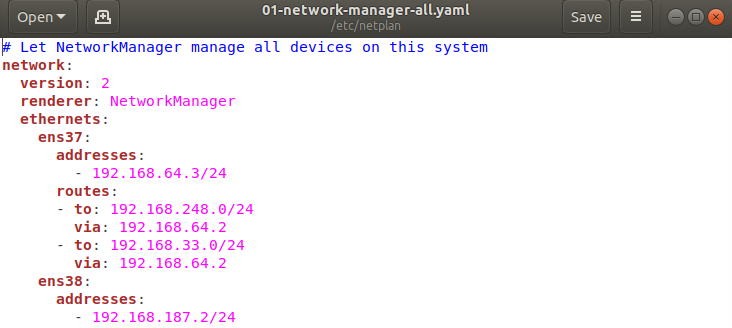 Open
01-network-manager-all.yaml
/etc/netplan
Save
# Let NetworkManager manage all devices on this system
network:
  version: 2
  renderer: NetworkManager
  ethernets:
    ens37:
      addresses:
        - 192.168.64.3/24
      routes:
      - to: 192.168.248.0/24
        via: 192.168.64.2
      - to: 192.168.33.0/24
        via: 192.168.64.2
    ens38:
      addresses:
        - 192.168.187.2/24